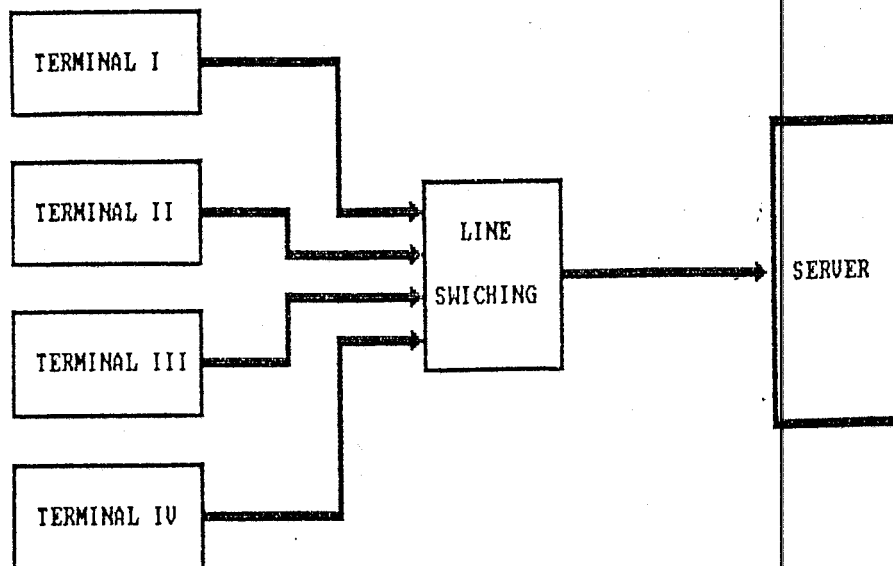 TERMINAL I
TERMINAL II
TERMINAL III
TERMINAL IV
LINE
SWICHING
SERVER